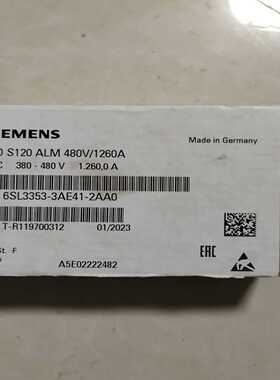 IEMENS
Made in Germany
S120 ALM 480V/1260A
380 - 480 V 1.260,0 A
6SL3353-3AE41-2AA0
T-R119700312 01/2023
EAC
St. F
A5E02222482